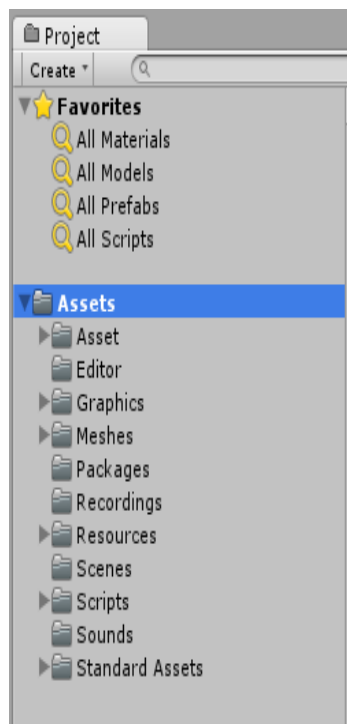 Project
Create
Favorites
All Materials
All Models
All Prefabs
All Scripts
Assets
Asset
Editor
Graphics
Meshes
Packages
Recordings
Resources
Scenes
Scripts
Sounds
Standard Assets